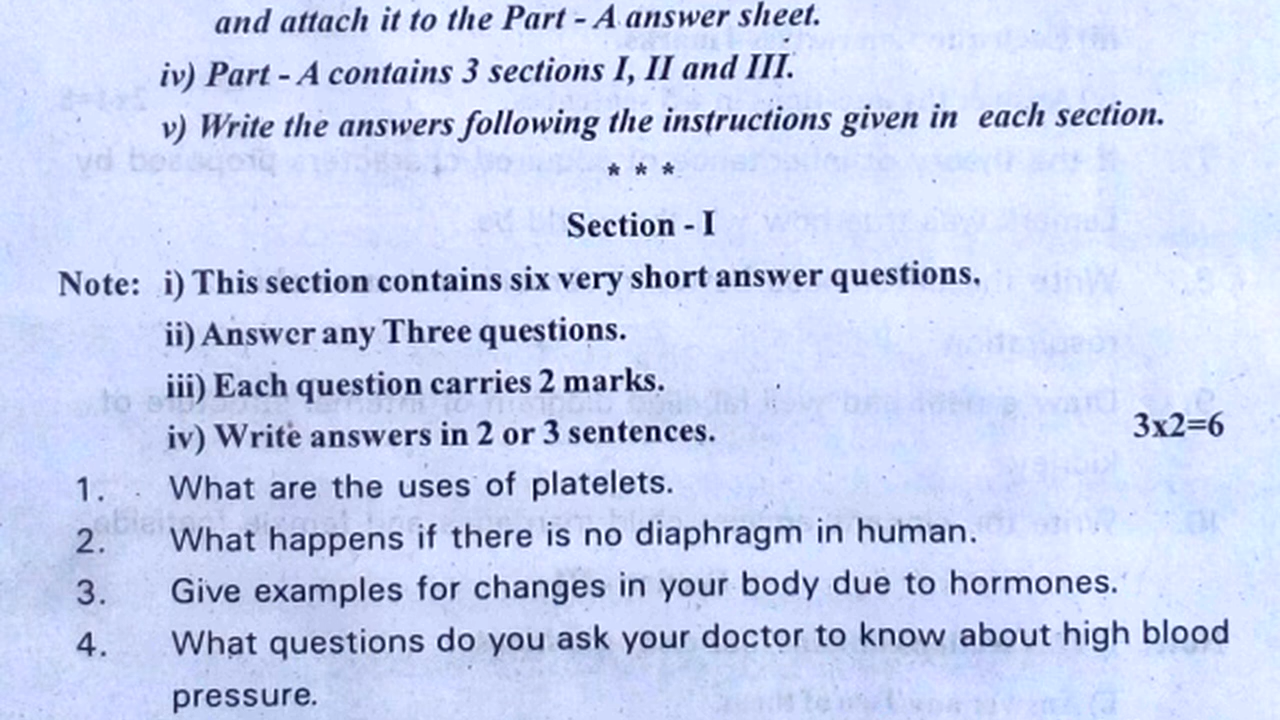 and attach it to the Part - A answer sheet.
iv) Part - A contains 3 sections I, II and III.
v) Write the answers following the instructions given in each section.
* * *
Section - I
Note: i) This section contains six very short answer questions.
ii) Answer any Three questions.
iii) Each question carries 2 marks.
iv) Write answers in 2 or 3 sentences. 3x2=6
1. What are the uses of platelets.
2. What happens if there is no diaphragm in human.
3. Give examples for changes in your body due to hormones.
4. What questions do you ask your doctor to know about high blood
pressure.